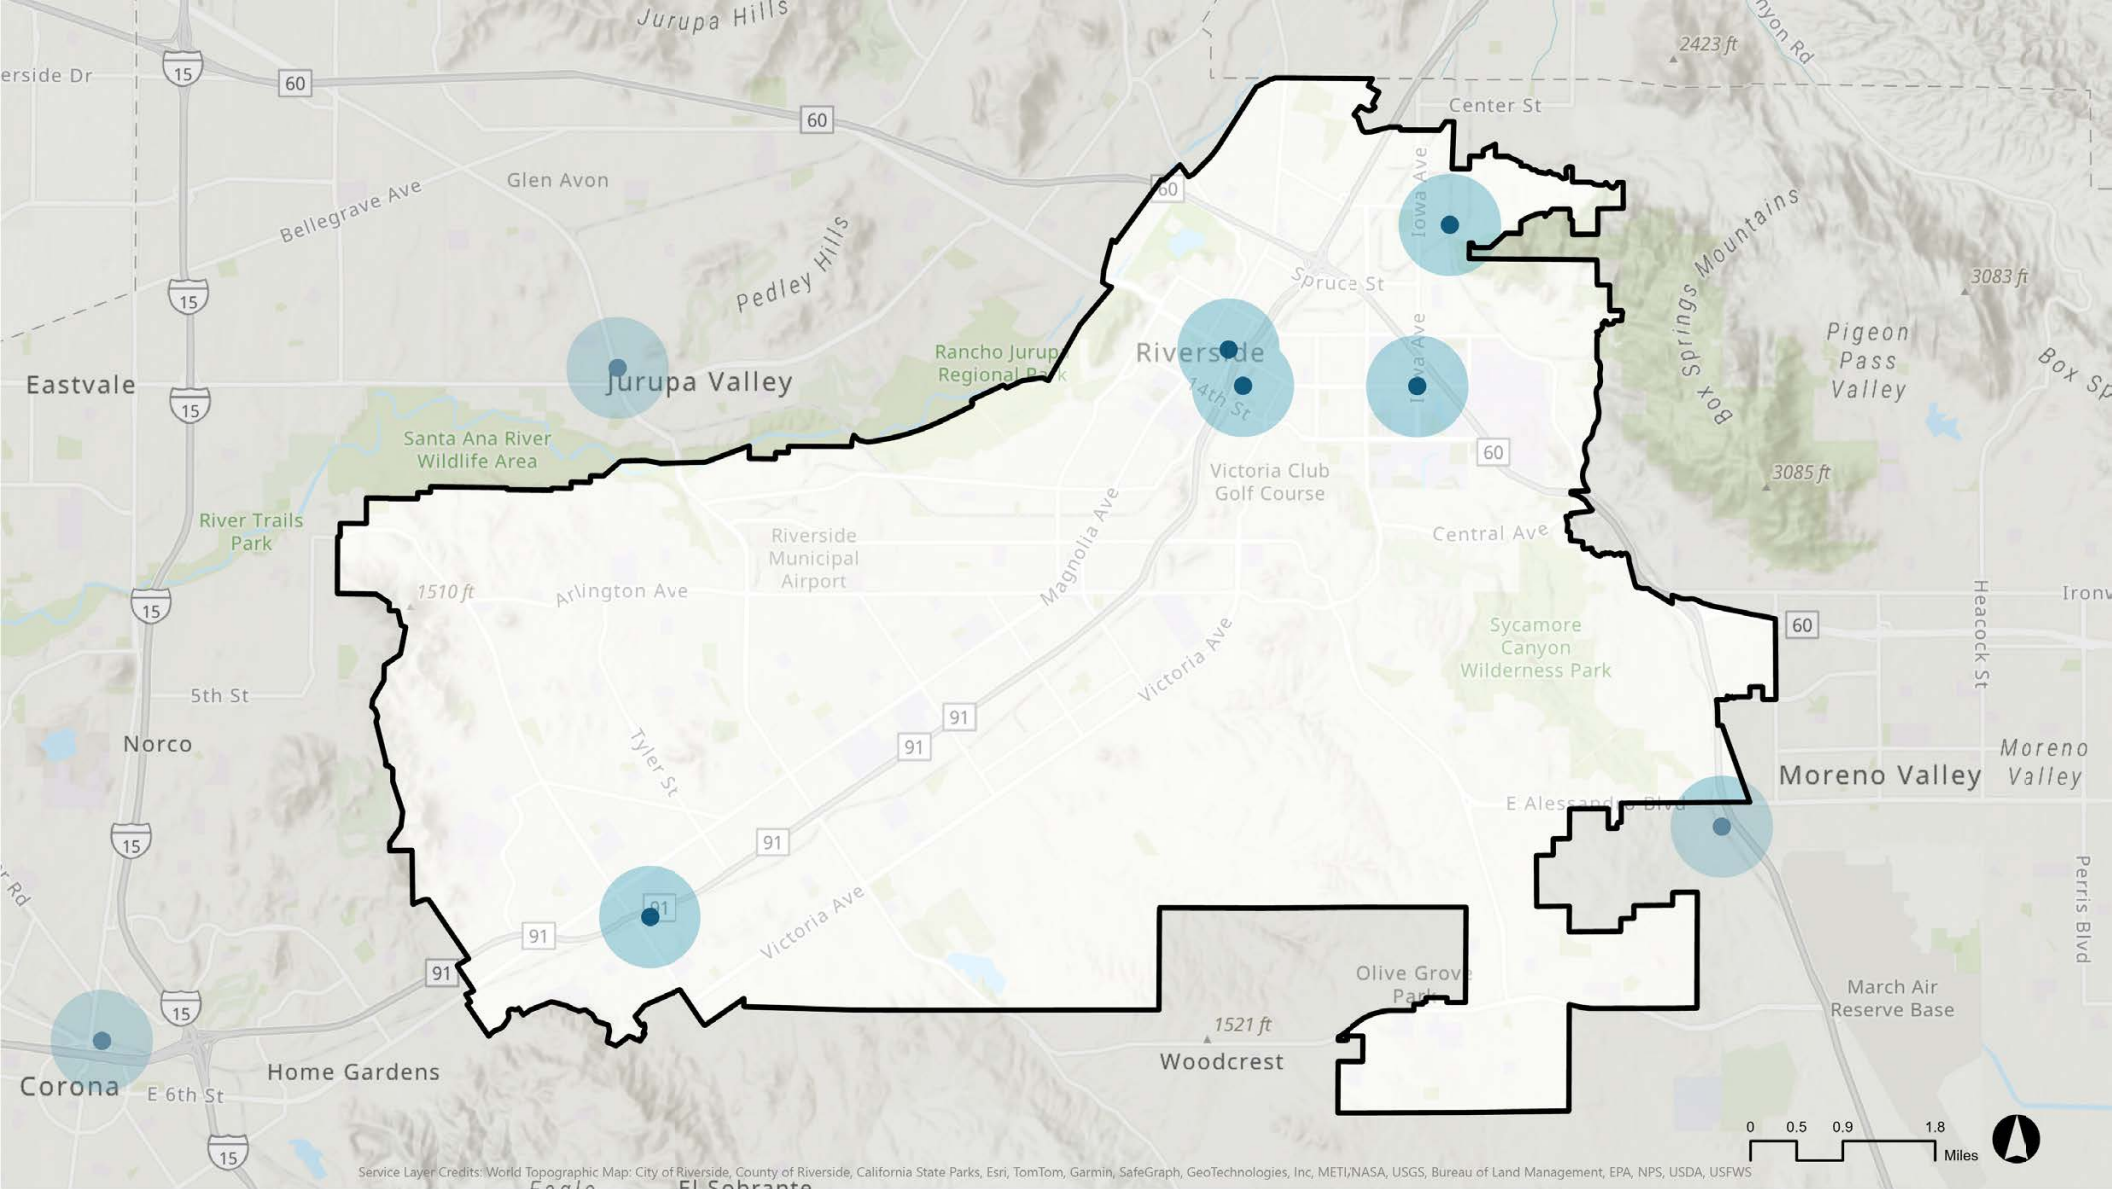 Jurupa Hills
2423 ft
15
erside Dr
60
Center St
60
Glen Avon
60
Iowa Ave
Bellegrave Ave
Box Springs Mountains
Pedley Hills
3083 ft
15
Spruce St
Pigeon
Pass
Valley
Riverside
Rancho Jurupa
Regional Park
Eastvale
Jurupa Valley
14th St
15
Santa Ana River
Wildlife Area
60
Victoria Club
Golf Course
3085 ft
River Trails
Park
Magnolia Ave
Central Ave
Riverside
Municipal
Airport
1510 ft
Arlington Ave
15
Heacock St
60
Sycamore
Canyon
Wilderness Park
Victoria Ave
5th St
91
Norco
91
Tyler St
Moreno Valley
Moreno
Valley
E Alessandro Blvd
15
91
91
91
Victoria Ave
Perris Blvd
91
Olive Grove
Park
March Air
Reserve Base
15
1521 ft
Woodcrest
Home Gardens
Corona
E 6th St
15
0 0.5 0.9 1.8
Miles
Service Layer Credits: World Topographic Map: City of Riverside, County of Riverside, California State Parks, Esri, TomTom, Garmin, SafeGraph, GeoTechnologies, Inc, METI/NASA, USGS, Bureau of Land Management, EPA, NPS, USDA, USFWS